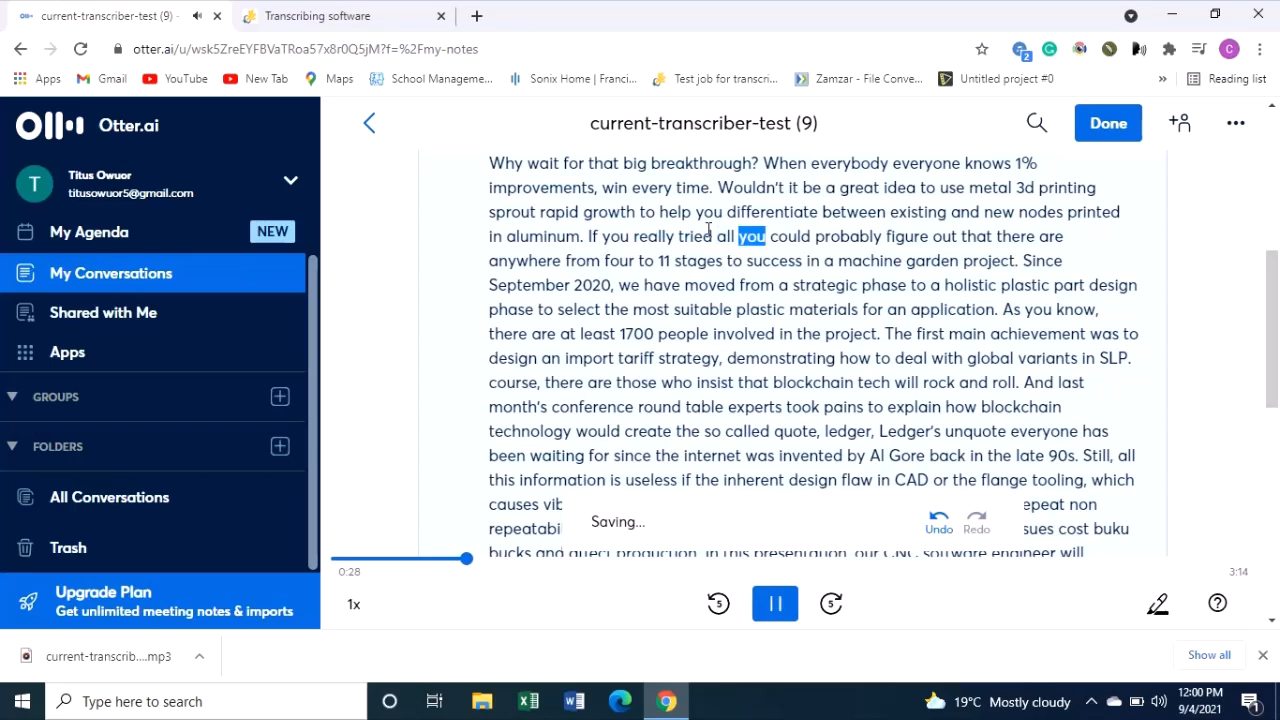 current-transcriber-test (9) -
Transcribing software
otter.ai/u/wsk5ZreEYFBVaTRoa57x8r0Q5jM?f=%2Fmy-notes
Apps
Gmail
YouTube
New Tab
Maps
School Manageme...
Sonix Home | Franci...
Test job for transcri...
Zamzar - File Conve...
Untitled project #0
»
Reading list
Otter.ai
current-transcriber-test (9)
Done
T
Titus Owuor
titusowuor5@gmail.com
My Agenda
NEW
My Conversations
Shared with Me
Apps
GROUPS
FOLDERS
All Conversations
Trash
Upgrade Plan
Get unlimited meeting notes & imports
Why wait for that big breakthrough? When everybody everyone knows 1%
improvements, win every time. Wouldn't it be a great idea to use metal 3d printing
sprout rapid growth to help you differentiate between existing and new nodes printed
in aluminum. If you really tried all you could probably figure out that there are
anywhere from four to 11 stages to success in a machine garden project. Since
September 2020, we have moved from a strategic phase to a holistic plastic part design
phase to select the most suitable plastic materials for an application. As you know,
there are at least 1700 people involved in the project. The first main achievement was to
design an import tariff strategy, demonstrating how to deal with global variants in SLP.
course, there are those who insist that blockchain tech will rock and roll. And last
month's conference round table experts took pains to explain how blockchain
technology would create the so called quote, ledger, Ledger's unquote everyone has
been waiting for since the internet was invented by Al Gore back in the late 90s. Still, all
this information is useless if the inherent design flaw in CAD or the flange tooling, which
causes vib epeat non
repeatabi sues cost buku
bucks and affect production. In this presentation, our CNC software engineer will
Saving...
Undo
Redo
0:28
3:14
1x
5
5
current-transcrib....mp3
Show all
Type here to search
19°C Mostly cloudy
12:00 PM
9/4/2021